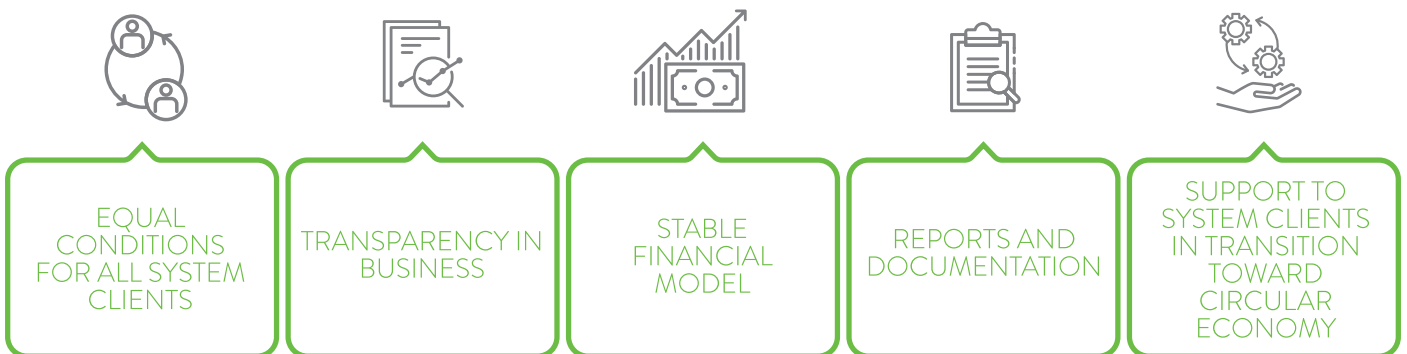 EQUAL
CONDITIONS
FOR ALL SYSTEM
CLIENTS
TRANSPARENCY IN
BUSINESS
STABLE
FINANCIAL
MODEL
REPORTS AND
DOCUMENTATION
SUPPORT TO
SYSTEM CLIENTS
IN TRANSITION
TOWARD
CIRCULAR
ECONOMY